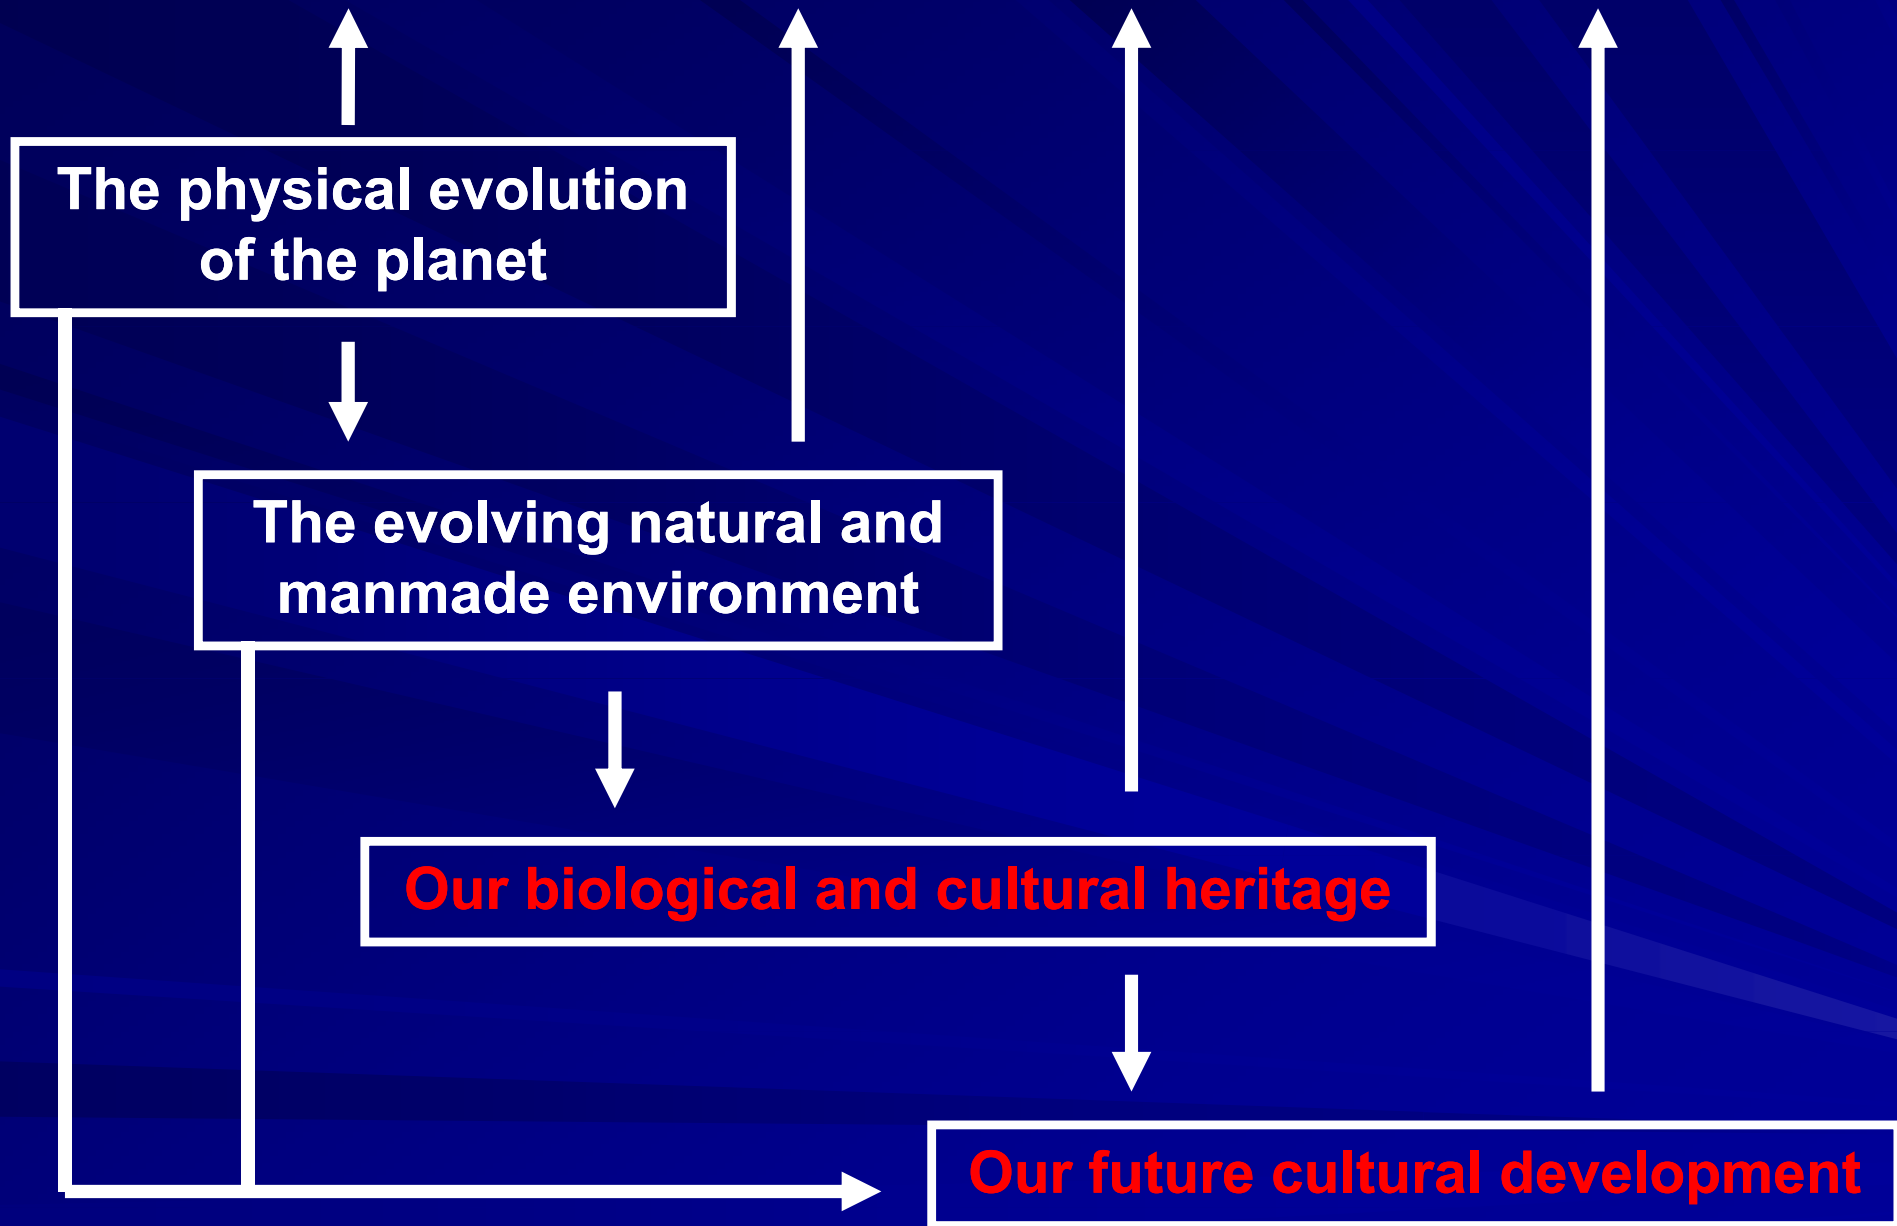 The physical evolution
of the planet
The evolving natural and
manmade environment
Our biological and cultural heritage
Our future cultural development